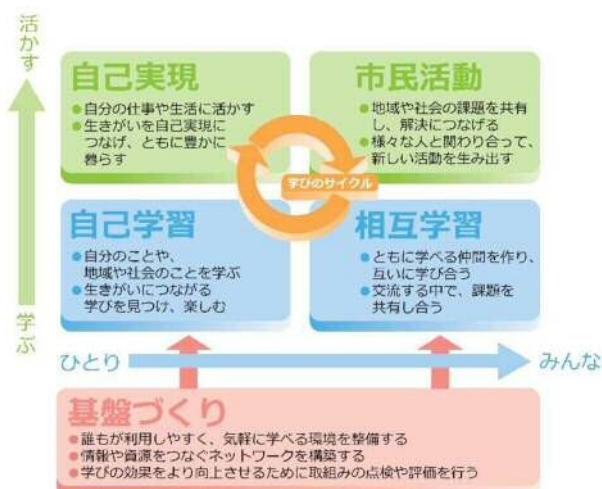 活かす
自己実現
●自分の仕事や生活に活かす
●生きがいを自己実現に
つなげ、ともに豊かに
暮らす
市民活動
●地域や社会の課題を共有
し、解決につなげる
●様々な人と関わり合って、
新しい活動を生み出す
学びのサイクル
自己学習
●自分のことや、
地域や社会のことを学ぶ
●生きがいにつながる
学びを見つけ、楽しむ
相互学習
●ともに学べる仲間を作り、
互いに学び合う
●交流する中で、課題を
共有し合う
学ぶ
ひとり
みんな
基盤づくり
●誰もが利用しやすく、気軽に学べる環境を整備する
●情報や資源をつなぐネットワークを構築する
●学びの効果をより向上させるために取組みの点検や評価を行う